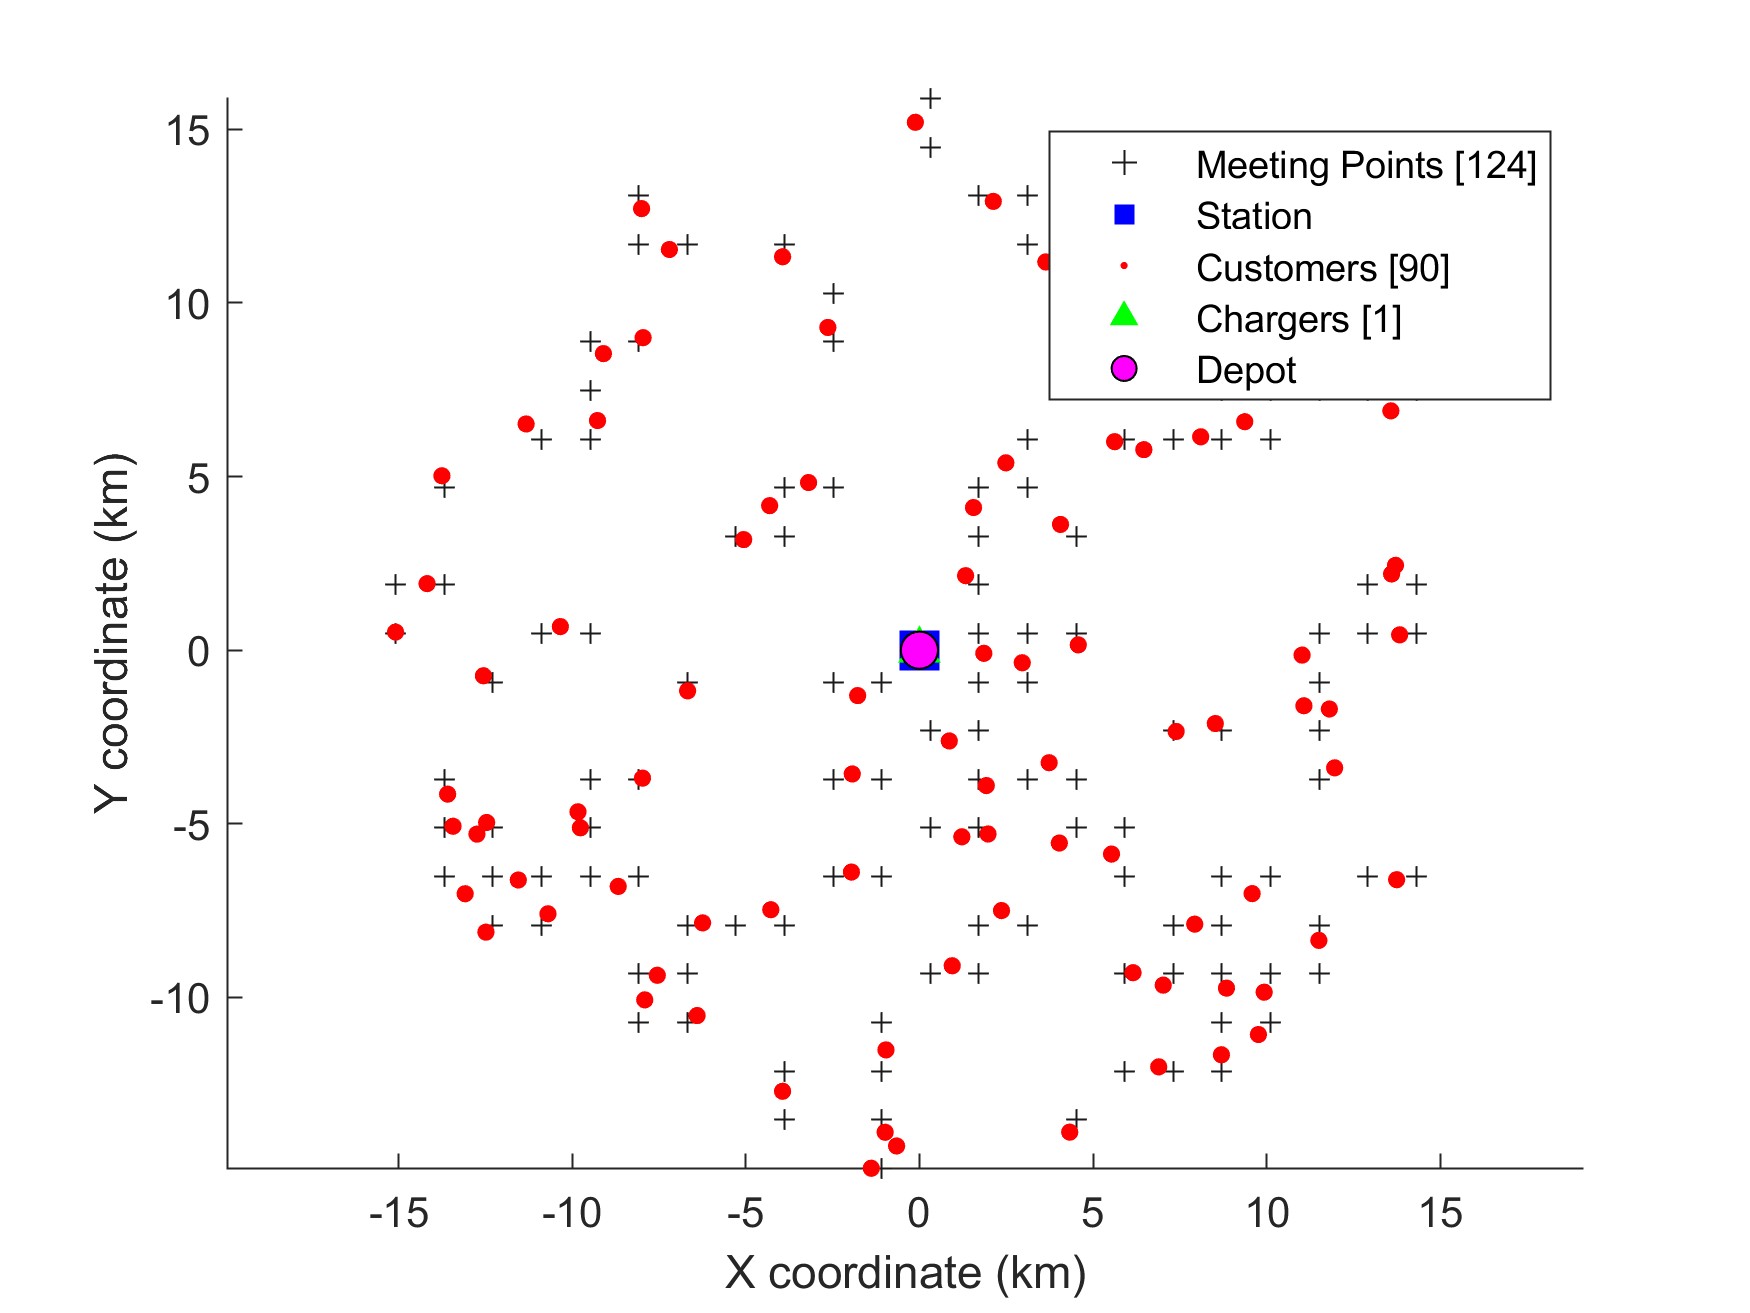 15
10
5
0
-5
-10
Y coordinate (km)
Meeting Points [124]
Station
Customers [90]
Chargers [1]
Depot
-15 -10 -5 0 5 10 15
X coordinate (km)